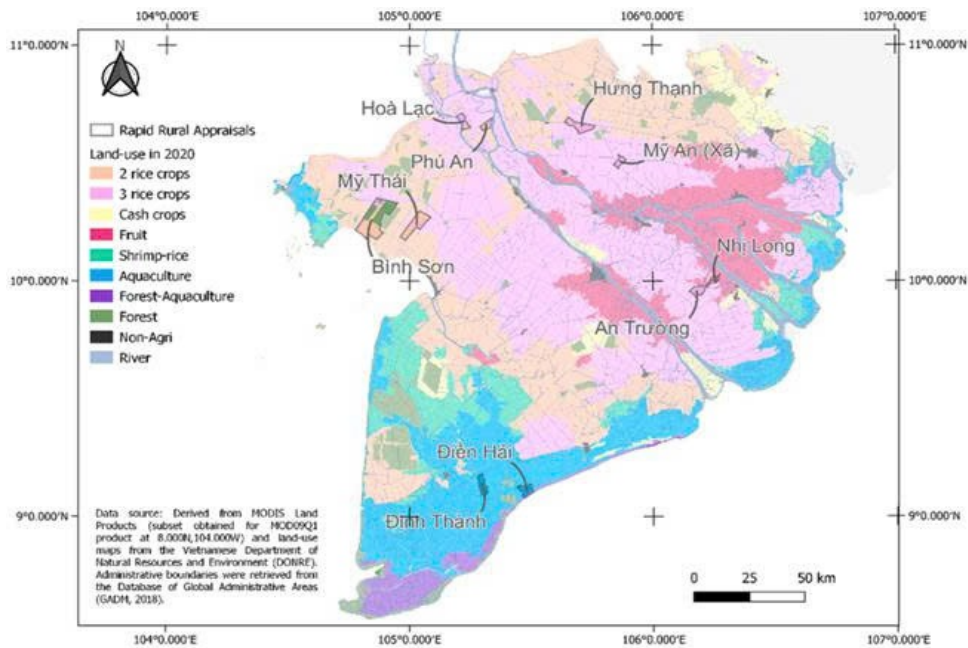 104°0.000'E 105°0.000'E 106°0.000'E 107°0.000'E
11°0.000'N 11°0.000'N
N
Hoà Lạc
Hưng Thạnh
Rapid Rural Appraisals
Phú An
Mỹ An (Xã)
Land-use in 2020
2 rice crops
Mỹ Thái
3 rice crops
Cash crops
Fruit
Nhị Long
Shrimp-rice
Bình Sơn
Aquaculture
10°0.000'N 10°0.000'N
Forest-Aquaculture
Forest
An Trường
Non-Agri
River
Điền Hải
Định Thành
9°0.000'N 9°0.000'N
Data source: Derived from MODIS Land
Products (subset obtained for MOD09Q1
product at 8.000N,104.000W) and land-use
maps from the Vietnamese Department of
Natural Resources and Environment (DONRE).
Administrative boundaries were retrieved from
the Database of Global Administrative Areas
(GADM, 2018).
0 25 50 km
104°0.000'E 105°0.000'E 106°0.000'E 107°0.000'E